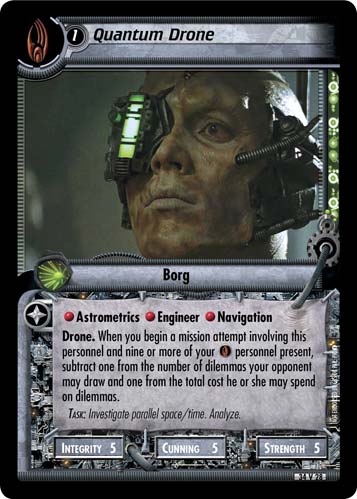 1 Quantum Drone
Borg
Astrometrics Engineer Navigation
Drone. When you begin a mission attempt involving this
personnel and nine or more of your personnel present,
subtract one from the number of dilemmas your opponent
may draw and one from the total cost he or she may spend
on dilemmas.
TASK: Investigate parallel space/time. Analyze.
INTEGRITY 5 CUNNING 5 STRENGTH 5
34 V 28